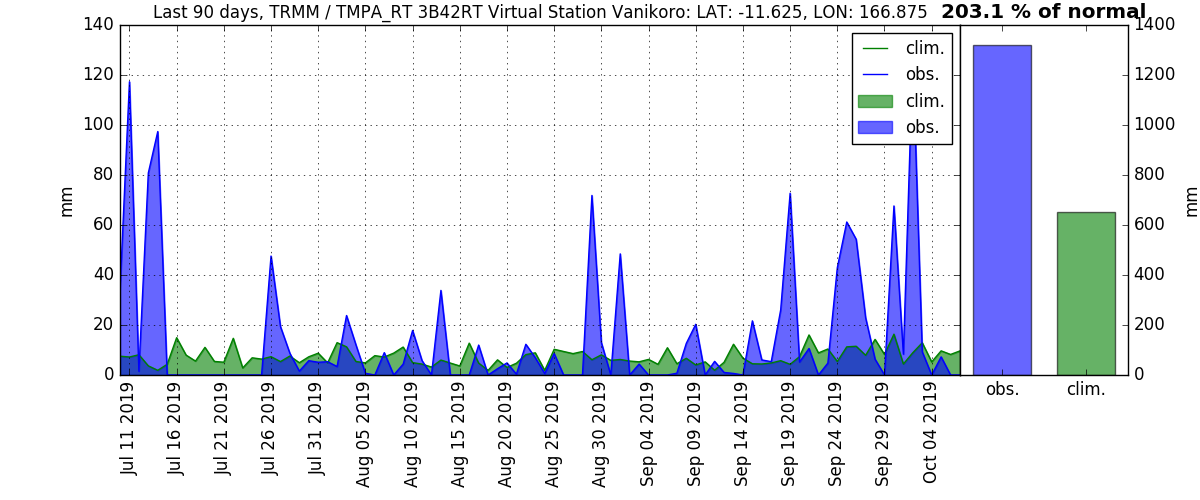 Last 90 days, TRMM / TMPA_RT 3B42RT Virtual Station Vanikoro: LAT: -11.625, LON: 166.875 203.1 % of normal
140
120
100
80
60
40
20
0
mm
clim.
obs.
clim.
obs.
1400
1200
1000
800
600
400
200
0
mm
Jul 11 2019
Jul 16 2019
Jul 21 2019
Jul 26 2019
Jul 31 2019
Aug 05 2019
Aug 10 2019
Aug 15 2019
Aug 20 2019
Aug 25 2019
Aug 30 2019
Sep 04 2019
Sep 09 2019
Sep 14 2019
Sep 19 2019
Sep 24 2019
Sep 29 2019
Oct 04 2019
obs.
clim.